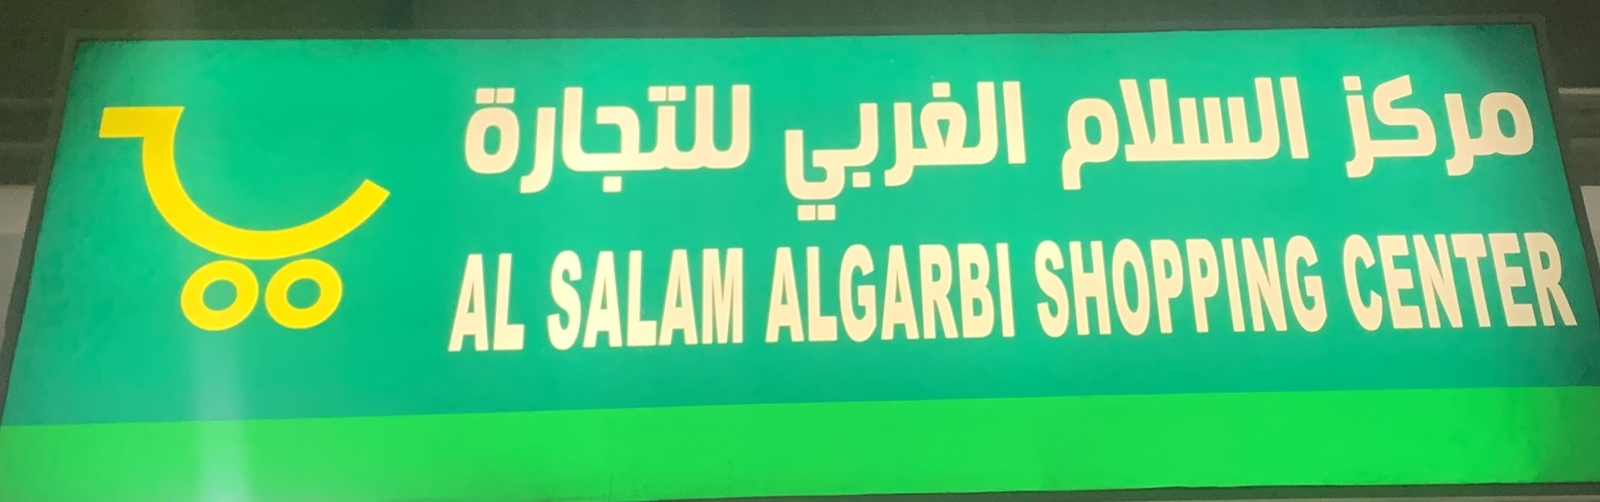 مركز السلام الغربي للتجارة
AL SALAM ALGARBI SHOPPING CENTER